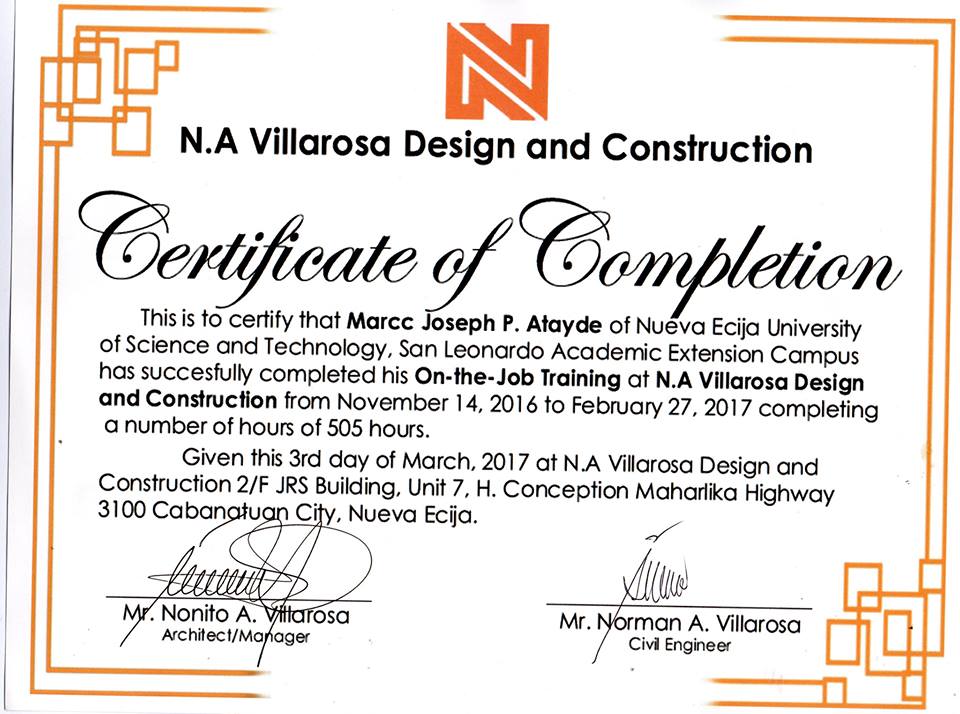 N.A Villarosa Design and Construction
Certificate of Completion
This is to certify that Marcc Joseph P. Atayde of Nueva Ecija University
of Science and Technology, San Leonardo Academic Extension Campus
has succesfully completed his On-the-Job Training at N.A Villarosa Design
and Construction from November 14, 2016 to February 27, 2017 completing
a number of hours of 505 hours.
Given this 3rd day of March, 2017 at N.A Villarosa Design and
Construction 2/F JRS Building, Unit 7, H. Conception Maharlika Highway
3100 Cabanatuan City, Nueva Ecija.
Mr. Nonito A. Villarosa
Architect/Manager
Mr. Norman A. Villarosa
Civil Engineer